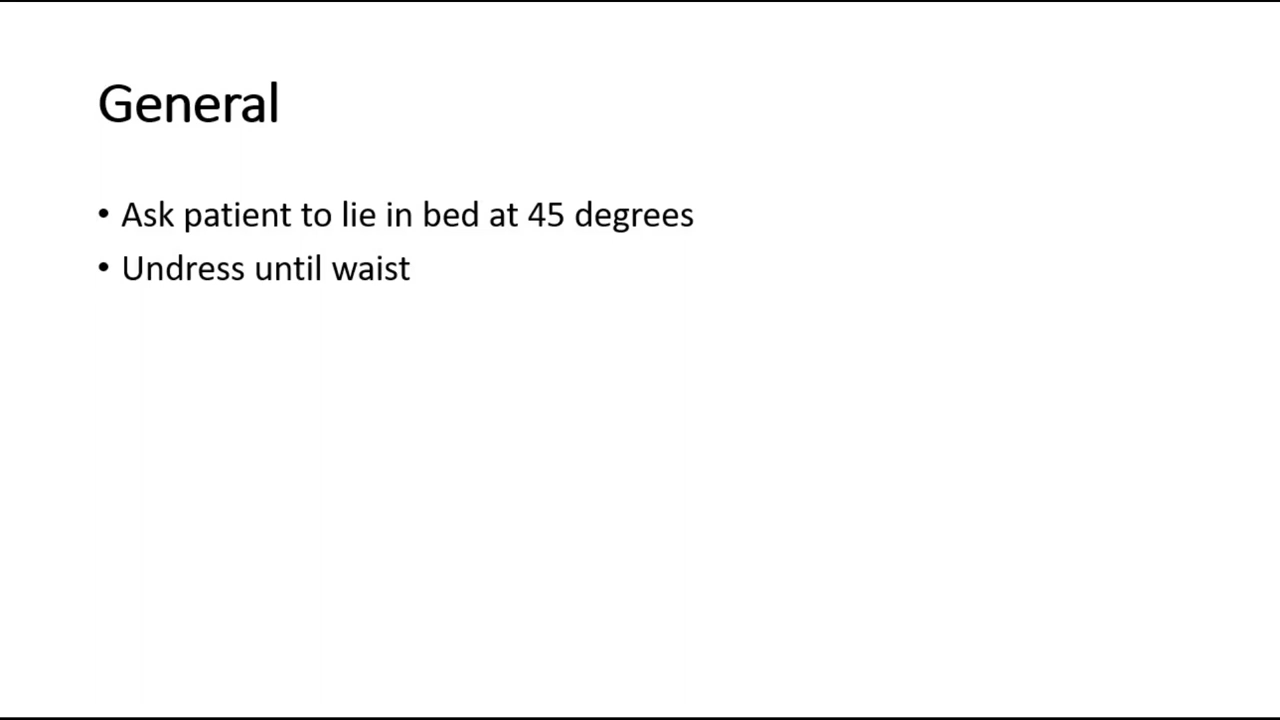 General
• Ask patient to lie in bed at 45 degrees
• Undress until waist